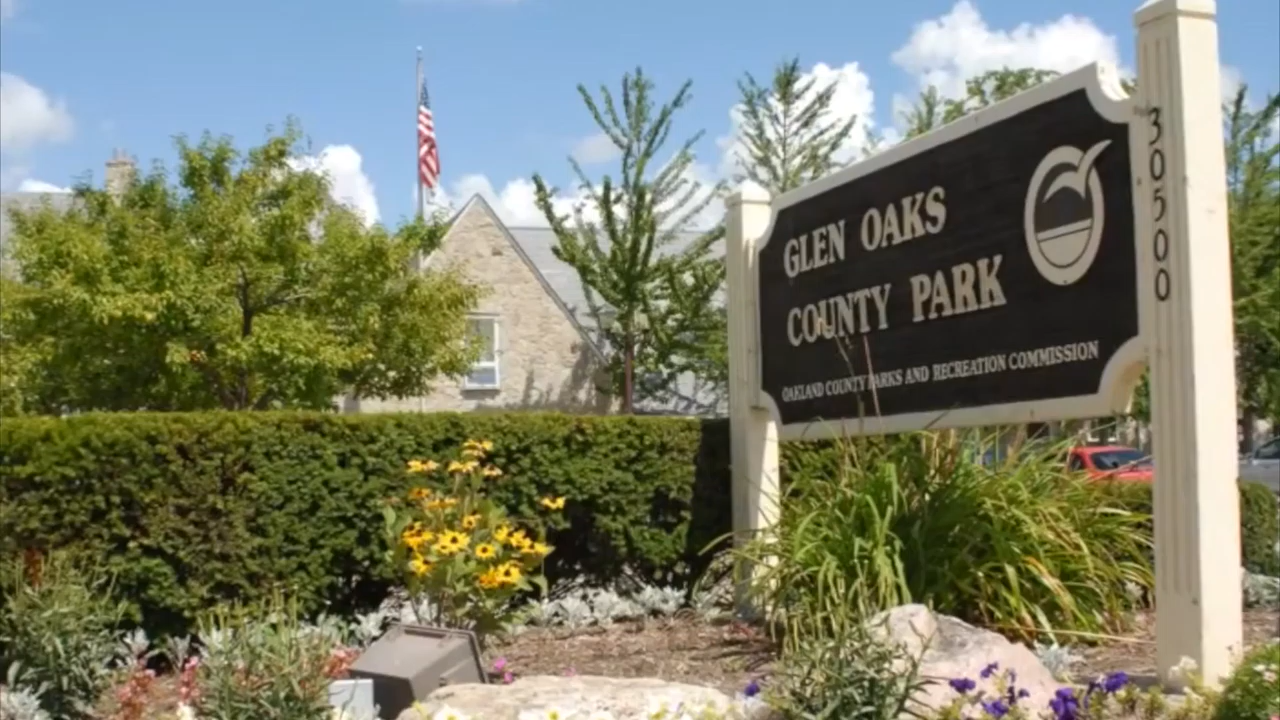 GLEN OAKS
COUNTY PARK
OAKLAND COUNTY PARKS AND RECREATION COMMISSION
30500